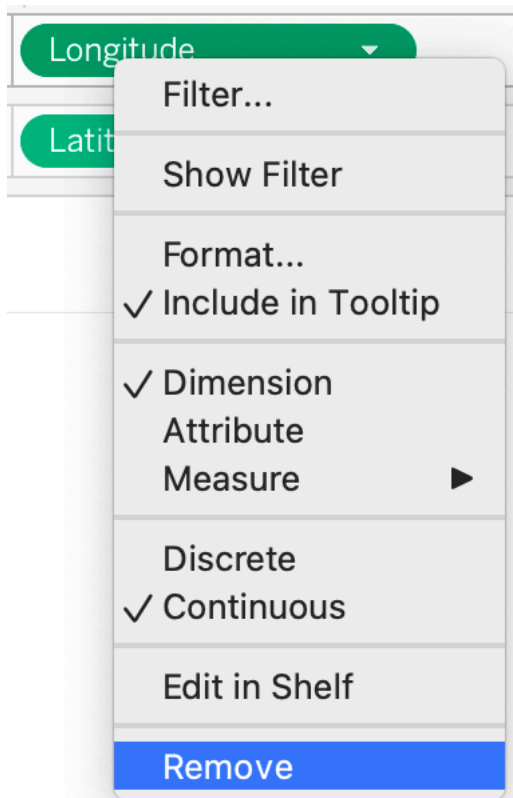 Longitude
Latit
Filter...
Show Filter
Format...
✓ Include in Tooltip
✓ Dimension
Attribute
Measure
Discrete
✓ Continuous
Edit in Shelf
Remove